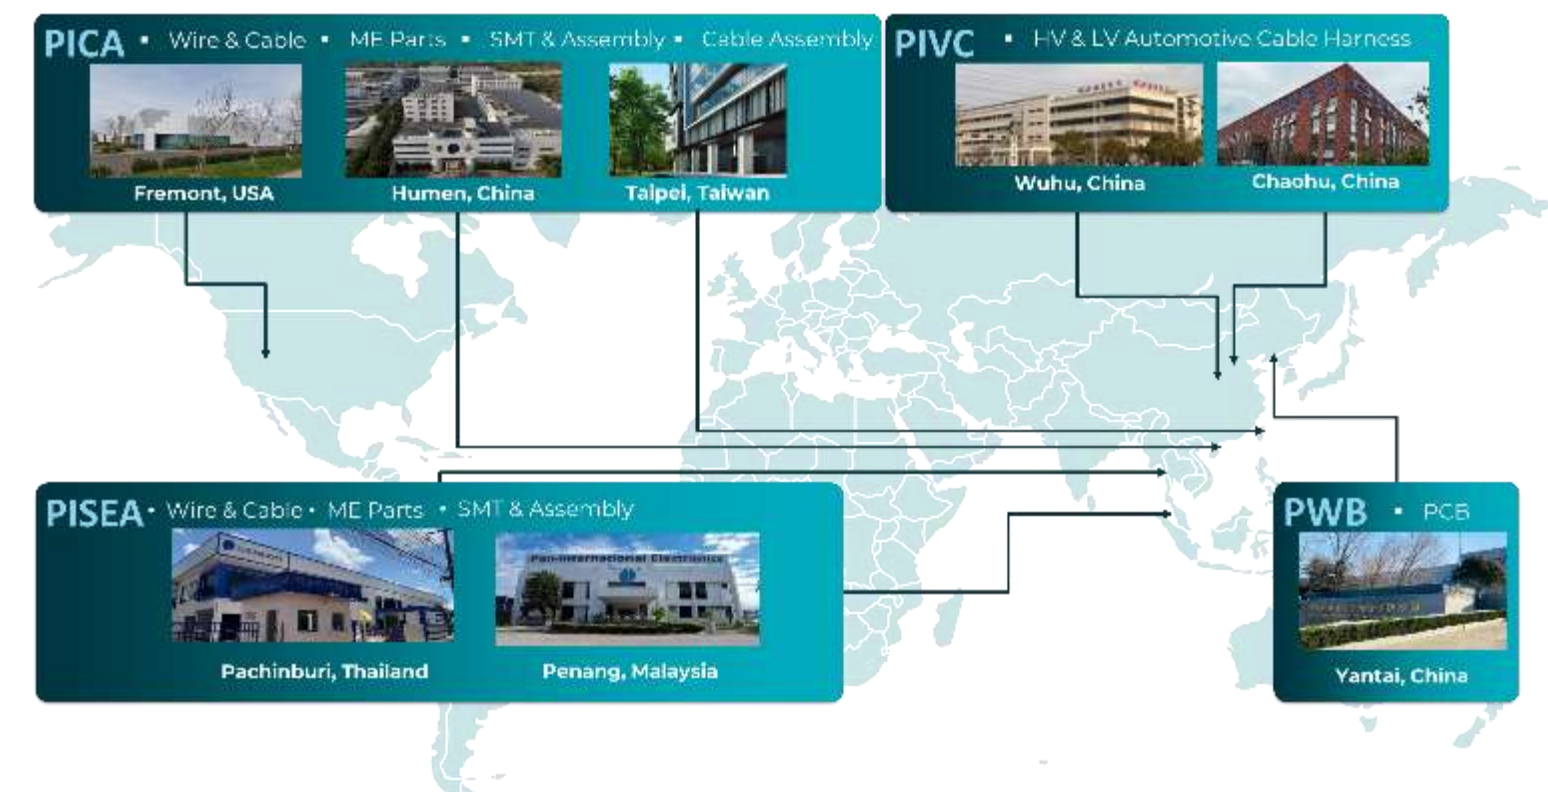 PICA ▪ Wire & Cable ▪ ME Parts ▪ SMT & Assembly ▪ Cable Assembly
Fremont, USA
Humen, China
Taipei, Taiwan
PIVC ▪ HV & LV Automotive Cable Harness
Wuhu, China
Chaohu, China
PISEA • Wire & Cable • ME Parts • SMT & Assembly
Pan-International Electronics
Pachinburi, Thailand
Penang, Malaysia
PWB ▪ PCB
Yantai, China